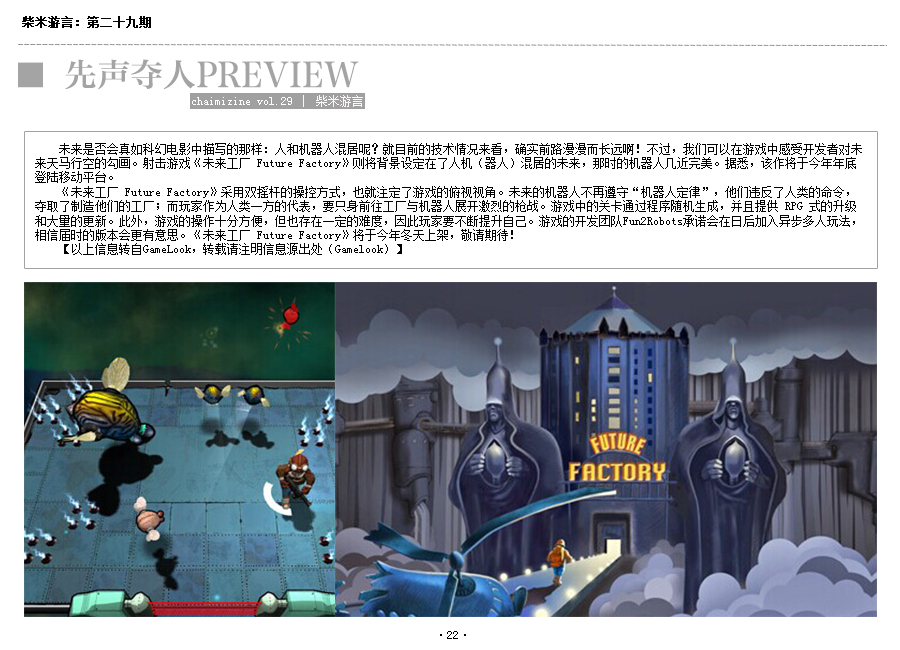 柴米游言：第二十九期
先声夺人PREVIEW
chaimizine vol.29 | 柴米游言
未来是否会真如科幻电影中描写的那样：人和机器人混居呢？就目前的技术情况来看，确实前路漫漫而长远啊！不过，我们可以在游戏中感受开发者对未
来天马行空的勾画。射击游戏《未来工厂 Future Factory》则将背景设定在了人机（器人）混居的未来，那时的机器人几近完美。据悉，该作将于今年年底
登陆移动平台。
《未来工厂 Future Factory》采用双摇杆的操控方式，也就注定了游戏的俯视视角。未来的机器人不再遵守“机器人定律”，他们违反了人类的命令，
夺取了制造他们的工厂；而玩家作为人类一方的代表，要只身前往工厂与机器人展开激烈的枪战。游戏中的关卡通过程序随机生成，并且提供 RPG 式的升级
和大量的更新。此外，游戏的操作十分方便，但也存在一定的难度，因此玩家要不断提升自己。游戏的开发团队Fun2Robots承诺会在日后加入异步多人玩法，
相信届时的版本会更有意思。《未来工厂 Future Factory》将于今年冬天上架，敬请期待！
【以上信息转自GameLook，转载请注明信息源出处（Gamelook）】
FUTURE
FACTORY
·22·